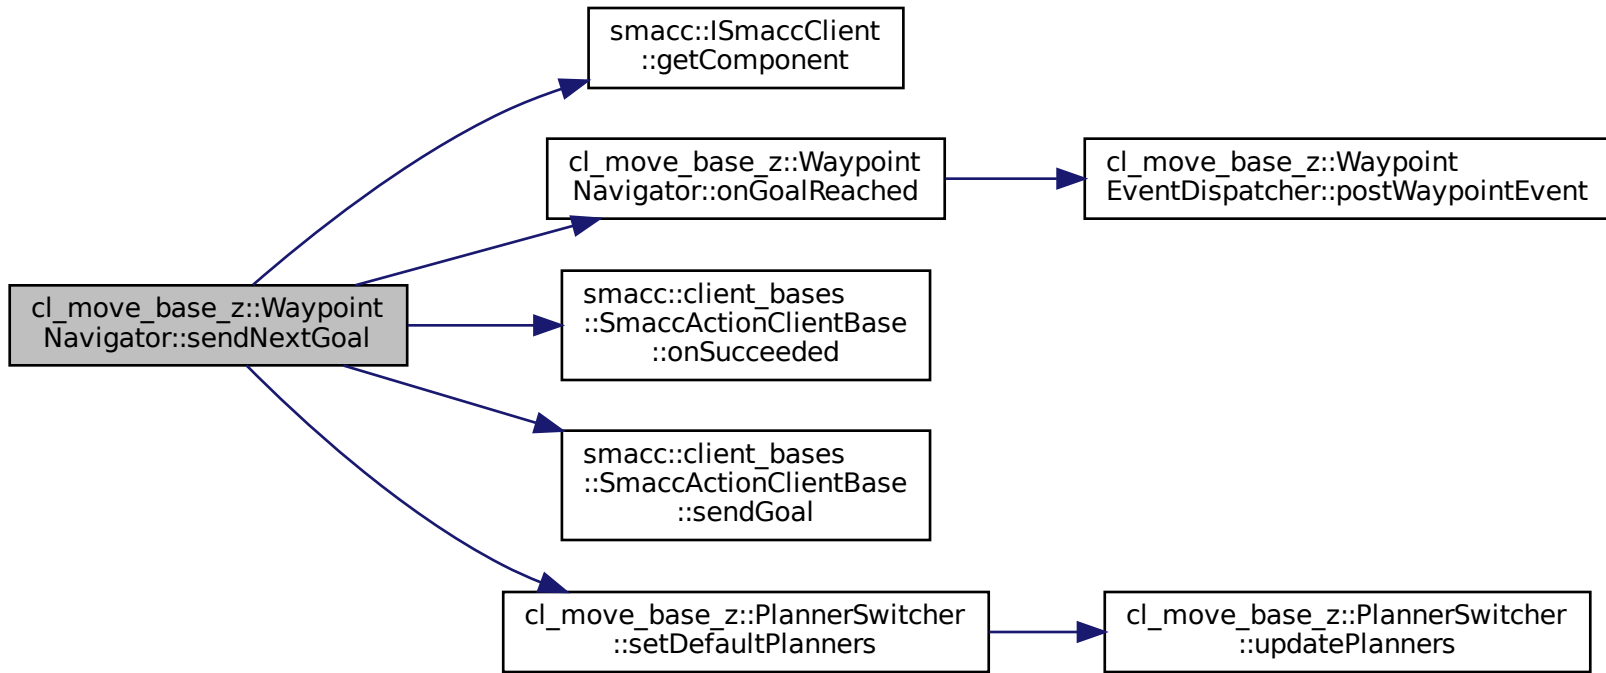 smacc::ISmaccClient
::getComponent
cl_move_base_z::Waypoint
Navigator::onGoalReached
cl_move_base_z::Waypoint
EventDispatcher::postWaypointEvent
cl_move_base_z::Waypoint
Navigator::sendNextGoal
smacc::client_bases
::SmaccActionClientBase
::onSucceeded
smacc::client_bases
::SmaccActionClientBase
::sendGoal
cl_move_base_z::PlannerSwitcher
::setDefaultPlanners
cl_move_base_z::PlannerSwitcher
::updatePlanners